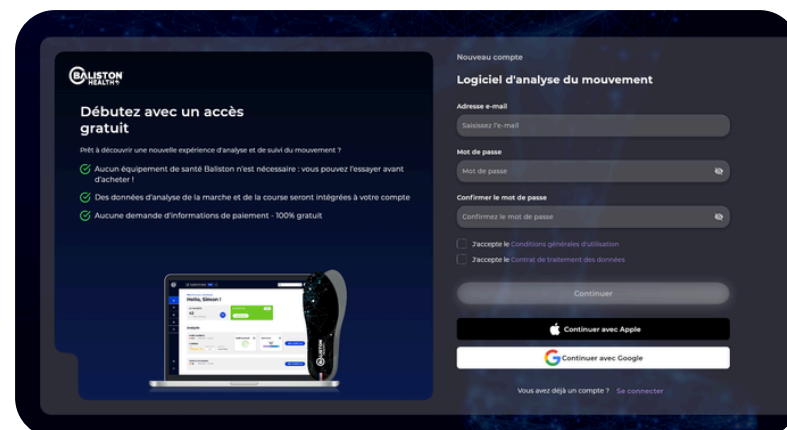 BALISTON
HEALTH
Débutez avec un accès
gratuit
Prêt à découvrir une nouvelle expérience d'analyse et de suivi du mouvement ?
Aucun équipement de santé Baliston n'est nécessaire : vous pouvez l'essayer avant
d'acheter !
Des données d'analyse de la marche et de la course seront intégrées à votre compte
Aucune demande d'informations de paiement - 100% gratuit
Hello, Simon !
42
Analysis
BALISTON
Nouveau compte
Logiciel d'analyse du mouvement
Adresse e-mail
Saisissez l'e-mail
Mot de passe
Mot de passe
Confirmer le mot de passe
Confirmez le mot de passe
J'accepte le Conditions générales d'utilisation
J'accepte le Contrat de traitement des données
Continuer
Continuer avec Apple
Continuer avec Google
Vous avez déjà un compte ? Se connecter